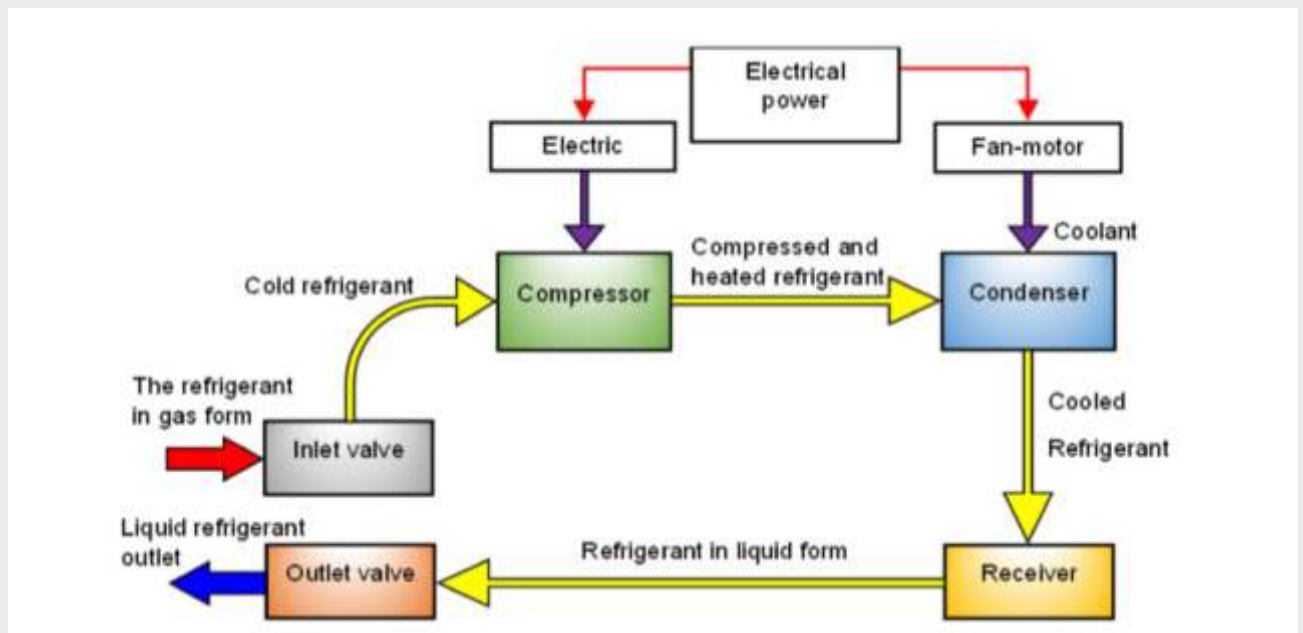 Electrical
power
Electric
Fan-motor
Coolant
Compressed and
heated refrigerant
Cold refrigerant
Compressor
Condenser
The refrigerant
in gas form
Cooled
Refrigerant
Inlet valve
Liquid refrigerant
outlet
Refrigerant in liquid form
Outlet valve
Receiver